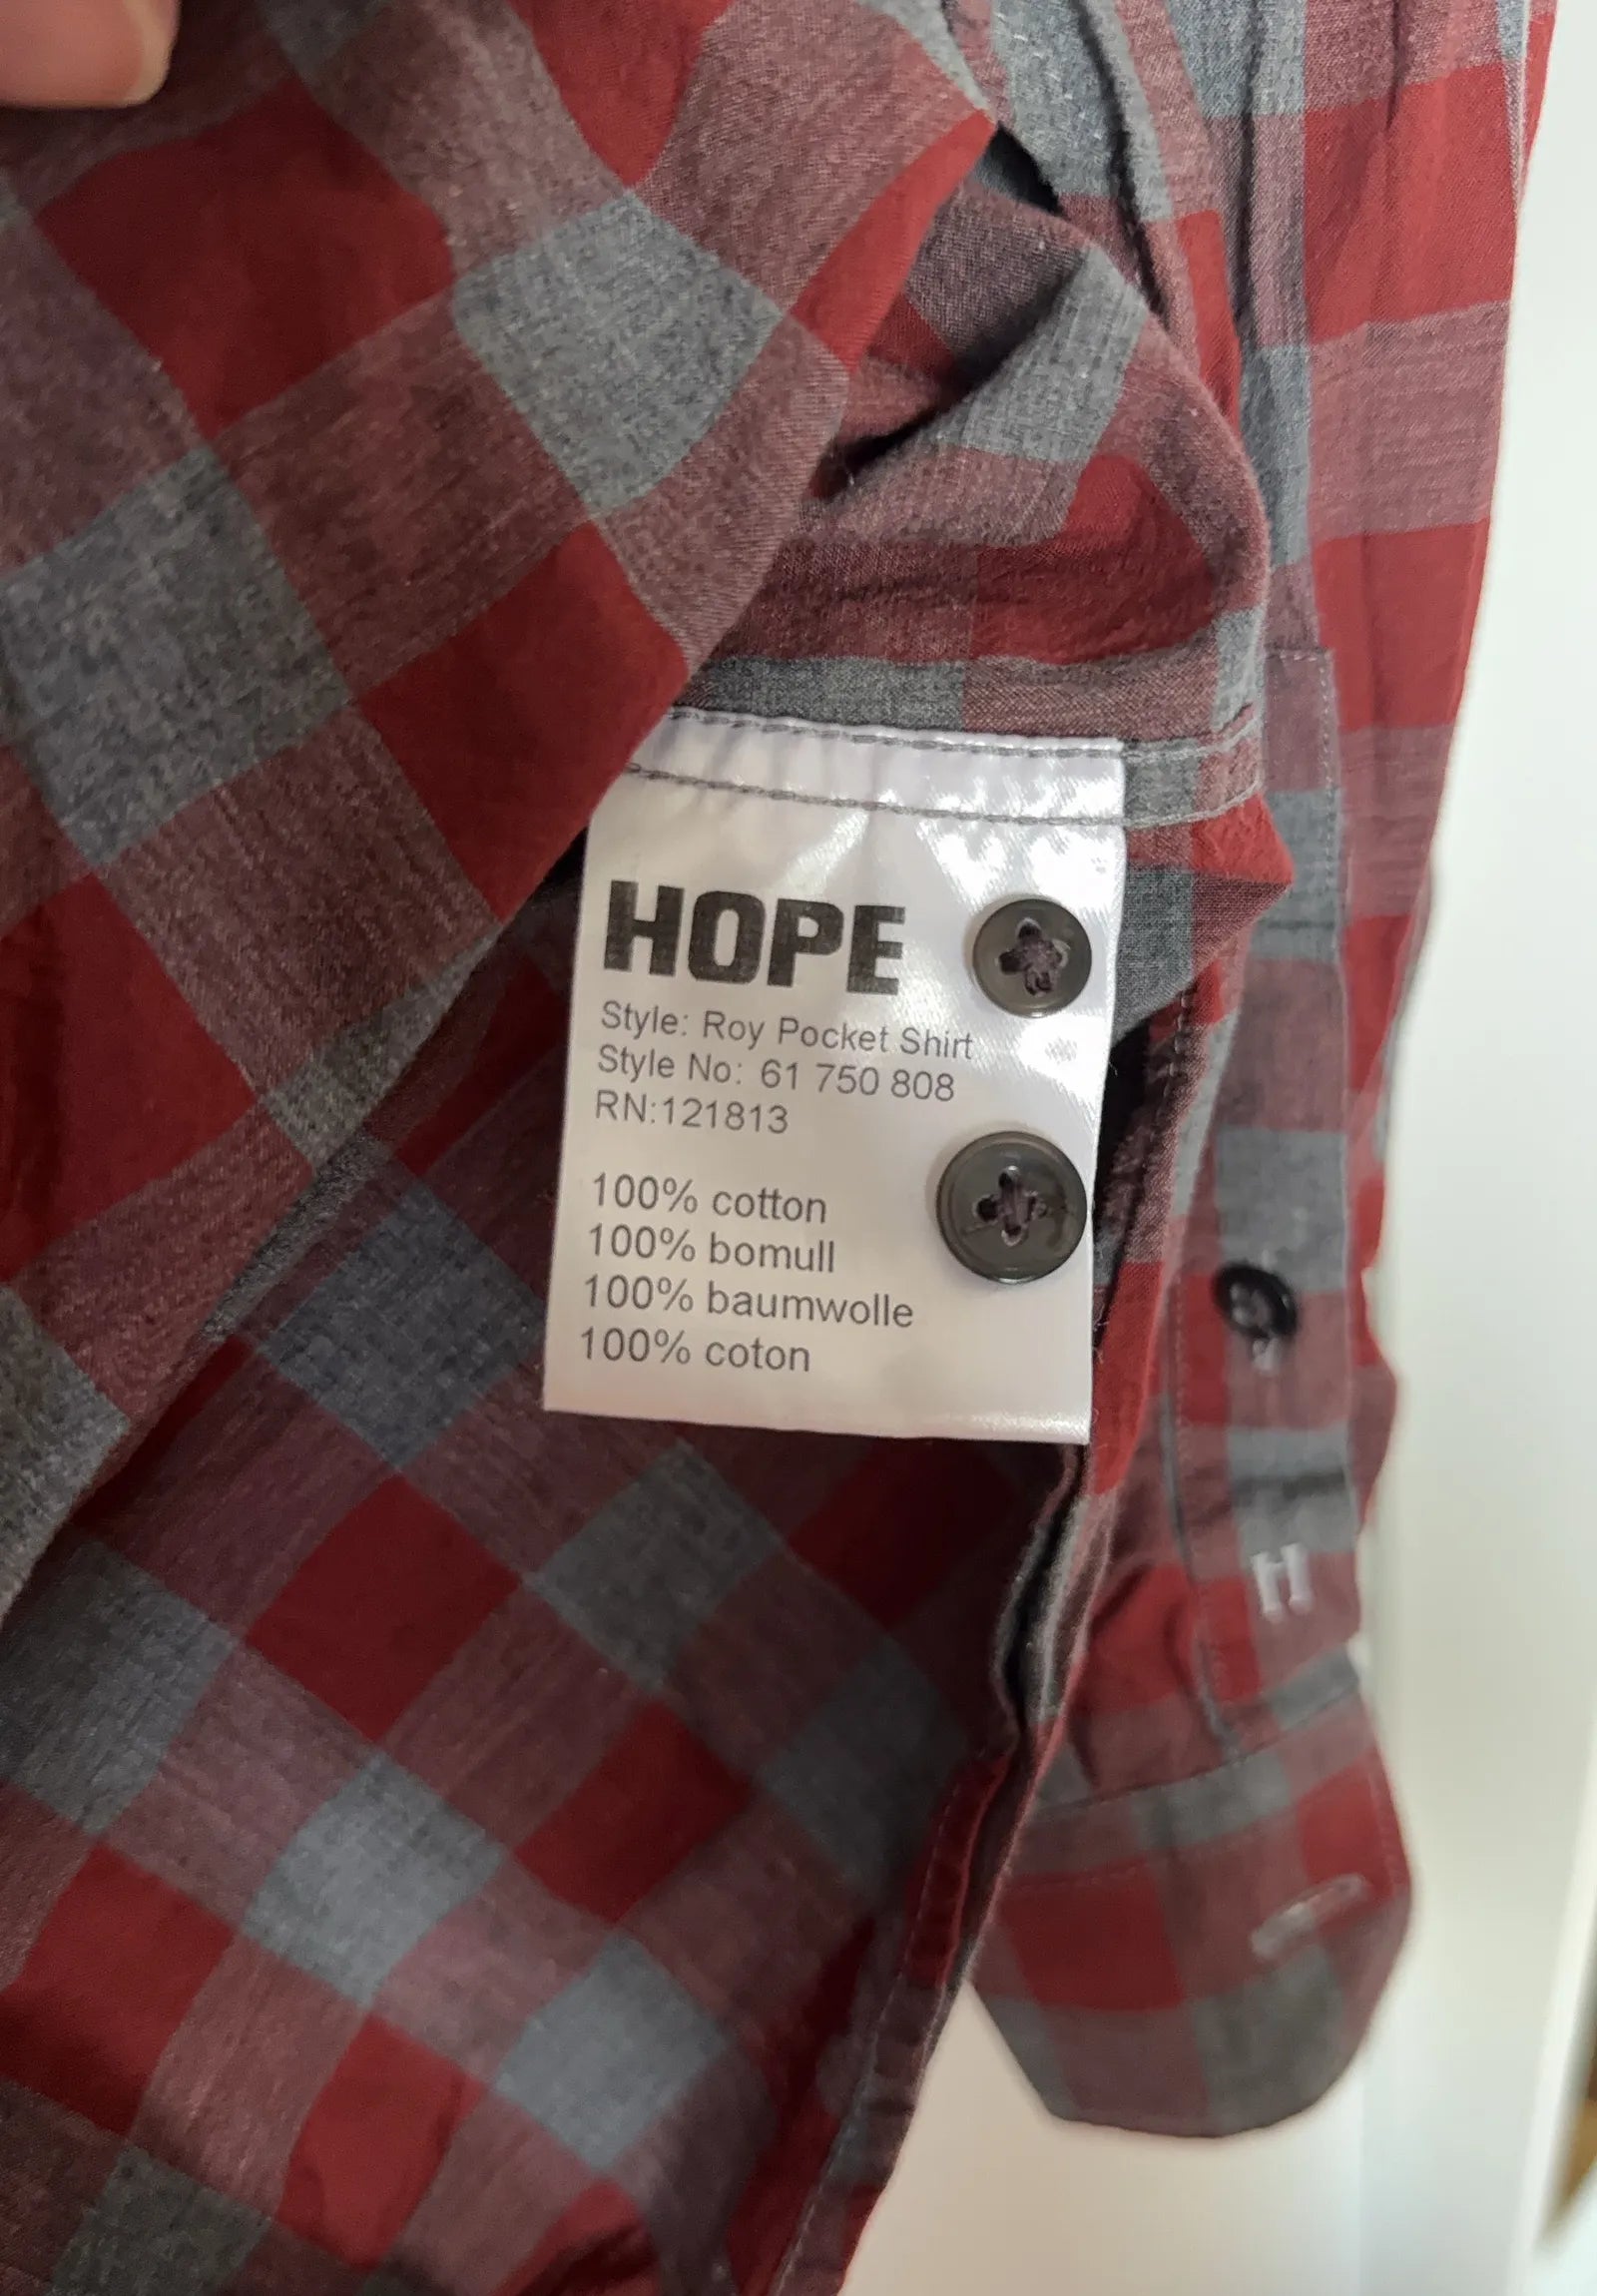 HOPE
Style: Roy Pocket Shirt
Style No: 61 750 808
RN:121813
100% cotton
100% bomull
100% baumwolle
100% coton
H